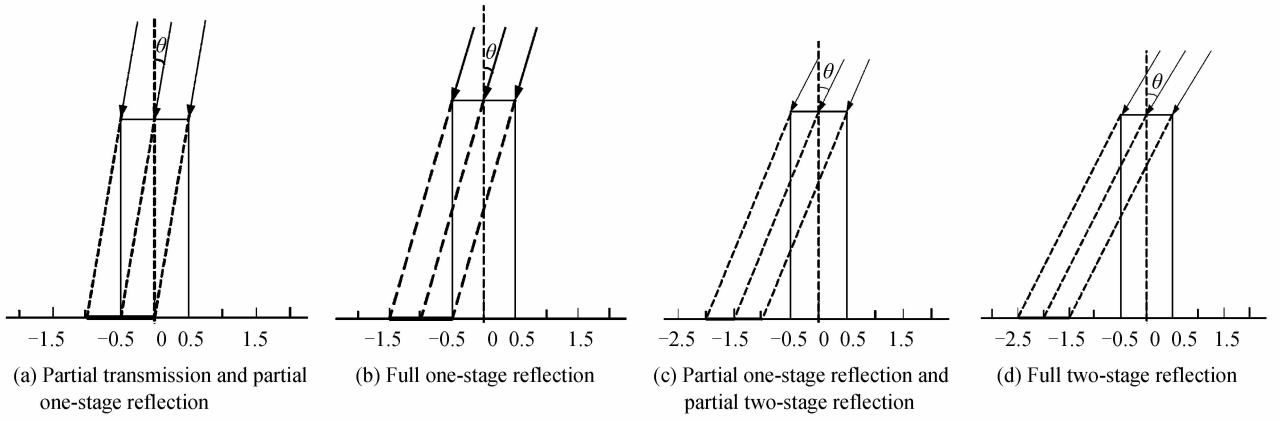 θ
θ
θ
θ
−1.5 −0.5 0 0.5 1.5
−1.5 −0.5 0 0.5 1.5
−2.5 −1.5 −0.5 0 0.5 1.5
−2.5 −1.5 −0.5 0 0.5 1.5
(a) Partial transmission and partial
one-stage reflection
(b) Full one-stage reflection
(c) Partial one-stage reflection and
partial two-stage reflection
(d) Full two-stage reflection